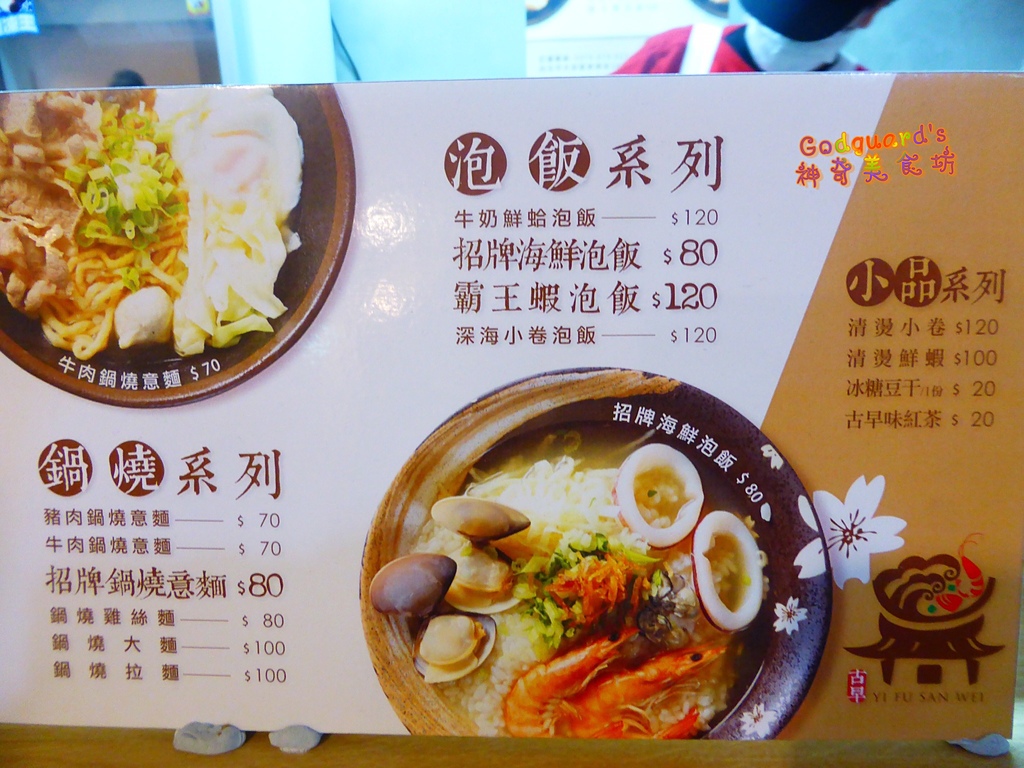 泡飯系列
牛奶鮮蛤泡飯 —— $120
招牌海鮮泡飯 $80
霸王蝦泡飯 $120
深海小卷泡飯 —— $120
Godguard's
神奇美食坊
小品系列
清燙小卷 $120
清燙鮮蝦 $100
冰糖豆干/1份 $ 20
古早味紅茶 $ 20
牛肉鍋燒意麵 $70
鍋燒系列
豬肉鍋燒意麵 —— $ 70
牛肉鍋燒意麵 —— $ 70
招牌鍋燒意麵 $80
鍋燒雞絲麵 —— $ 80
鍋燒大麵 —— $100
鍋燒拉麵 —— $100
招牌海鮮泡飯 $80
古早
YI FU SAN WEI